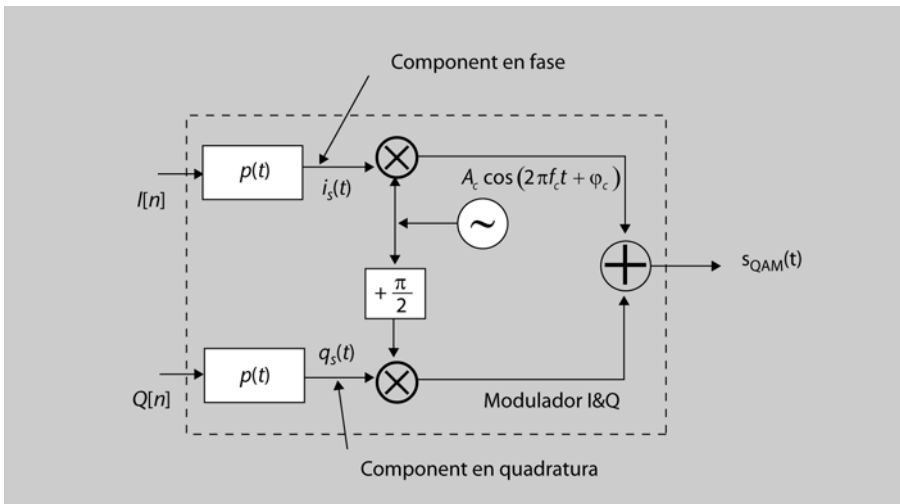 Component en fase
p(t)
I[n]
i_s(t)
A_c cos(2πf_c t + φ_c)
~
s_QAM(t)
+ π/2
q_s(t)
p(t)
Q[n]
Modulador I&Q
Component en quadratura